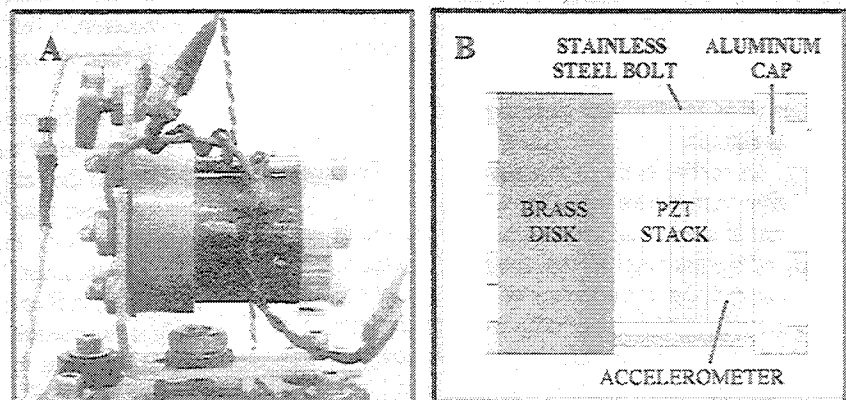 A
B
STAINLESS
STEEL BOLT
ALUMINUM
CAP
BRASS
DISK
PZT
STACK
ACCELEROMETER